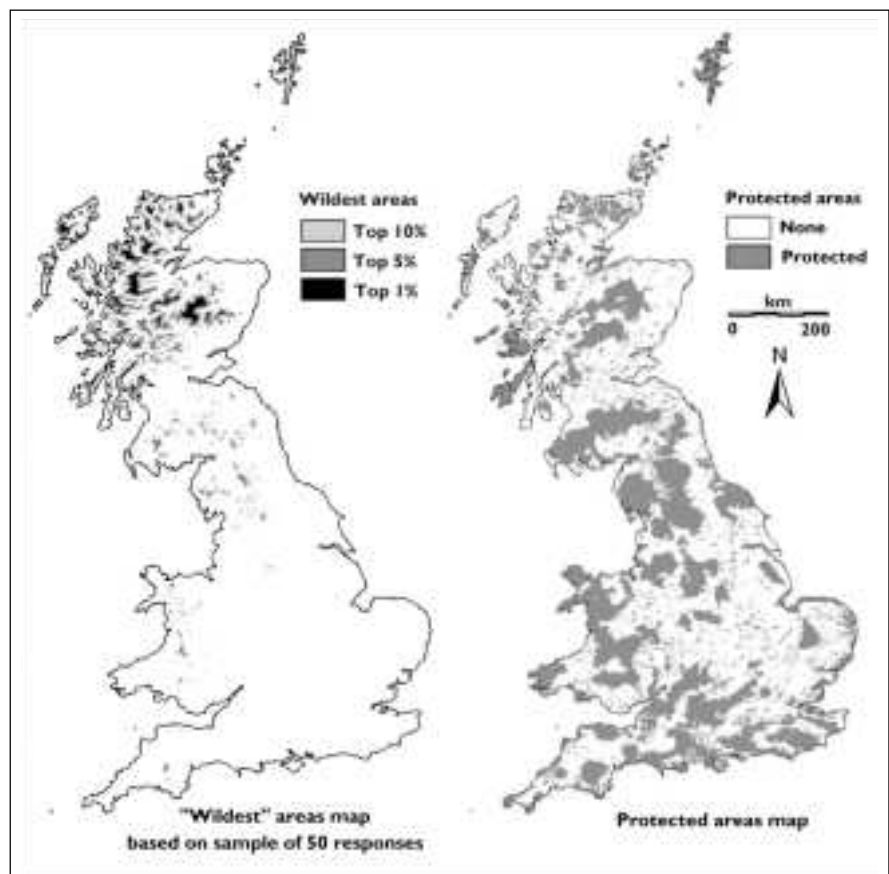 Wildest areas
Top 10%
Top 5%
Top 1%
Protected areas
None
Protected
km
0 200
N
"Wildest" areas map
based on sample of 50 responses
Protected areas map